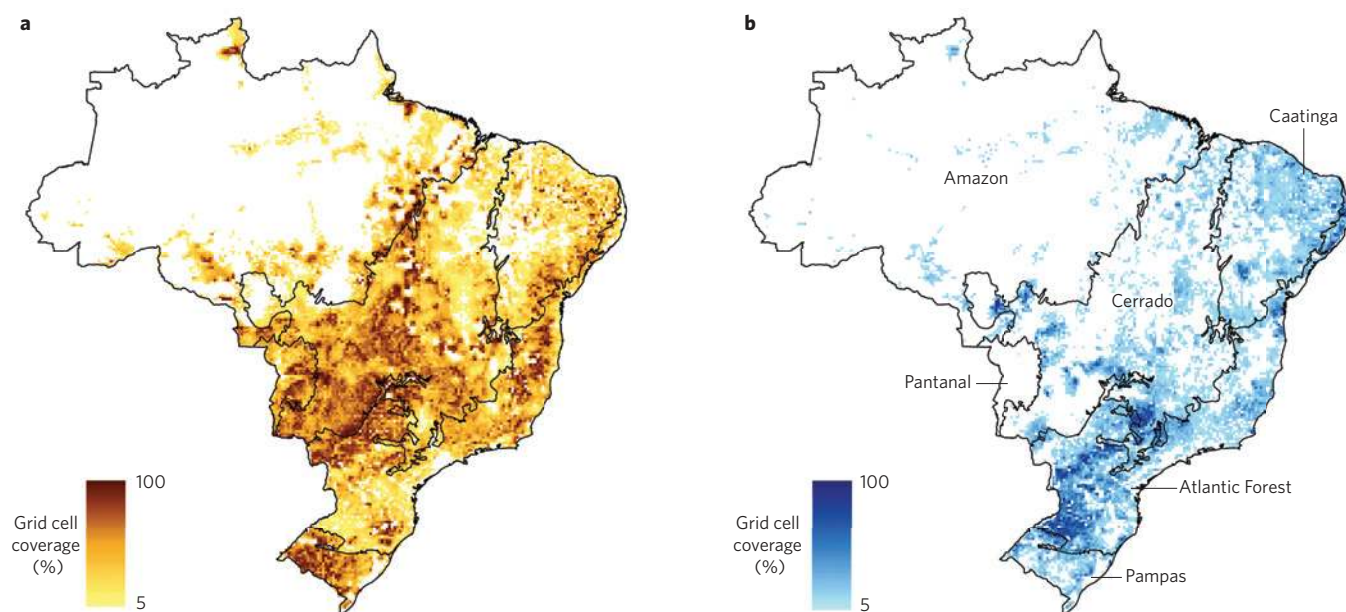 a
100
Grid cell
coverage
(%)
5
b
Caatinga
Amazon
Cerrado
Pantanal
Atlantic Forest
Pampas
100
Grid cell
coverage
(%)
5